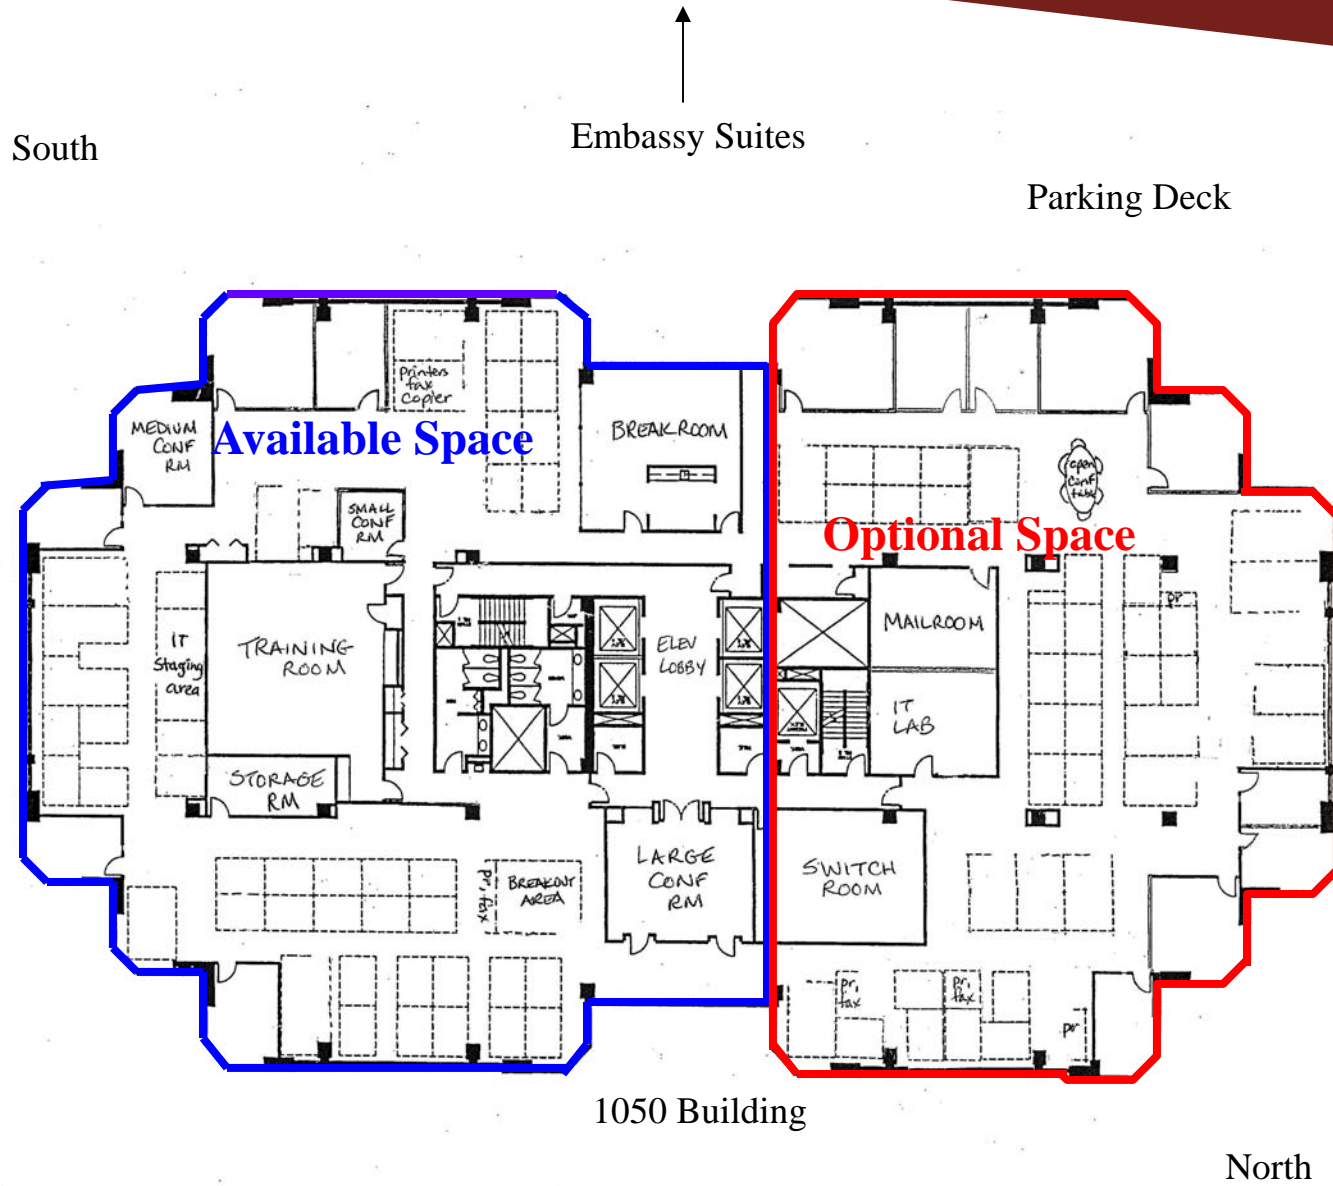 Embassy Suites
South
Parking Deck
printers
fax
copier
MEDIUM
CONF
RM
Available Space
BREAKROOM
open
conf
table
SMALL
CONF
RM
Optional Space
IT
Staging
area
TRAINING
ROOM
ELEV
LOBBY
MAILROOM
pr
IT
LAB
STORAGE
RM
LARGE
CONF
RM
SWITCH
ROOM
pr, fax
BREAKOUT
AREA
pr,
fax
pr,
fax
pr
1050 Building
North